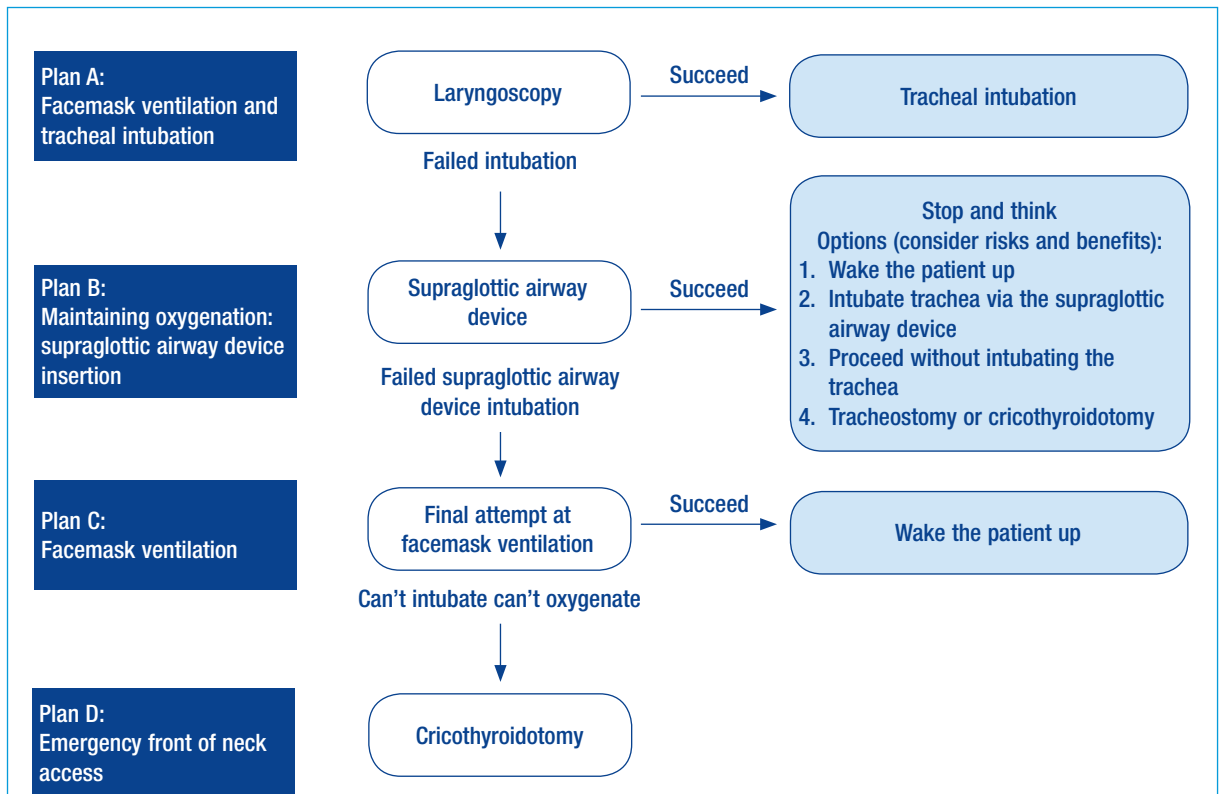 Plan A:
Facemask ventilation and
tracheal intubation
Laryngoscopy
Succeed
Tracheal intubation
Failed intubation
Plan B:
Maintaining oxygenation:
supraglottic airway device
insertion
Supraglottic airway
device
Succeed
Stop and think
Options (consider risks and benefits):
1. Wake the patient up
2. Intubate trachea via the supraglottic
airway device
3. Proceed without intubating the
trachea
4. Tracheostomy or cricothyroidotomy
Failed supraglottic airway
device intubation
Plan C:
Facemask ventilation
Final attempt at
facemask ventilation
Succeed
Wake the patient up
Can't intubate can't oxygenate
Plan D:
Emergency front of neck
access
Cricothyroidotomy